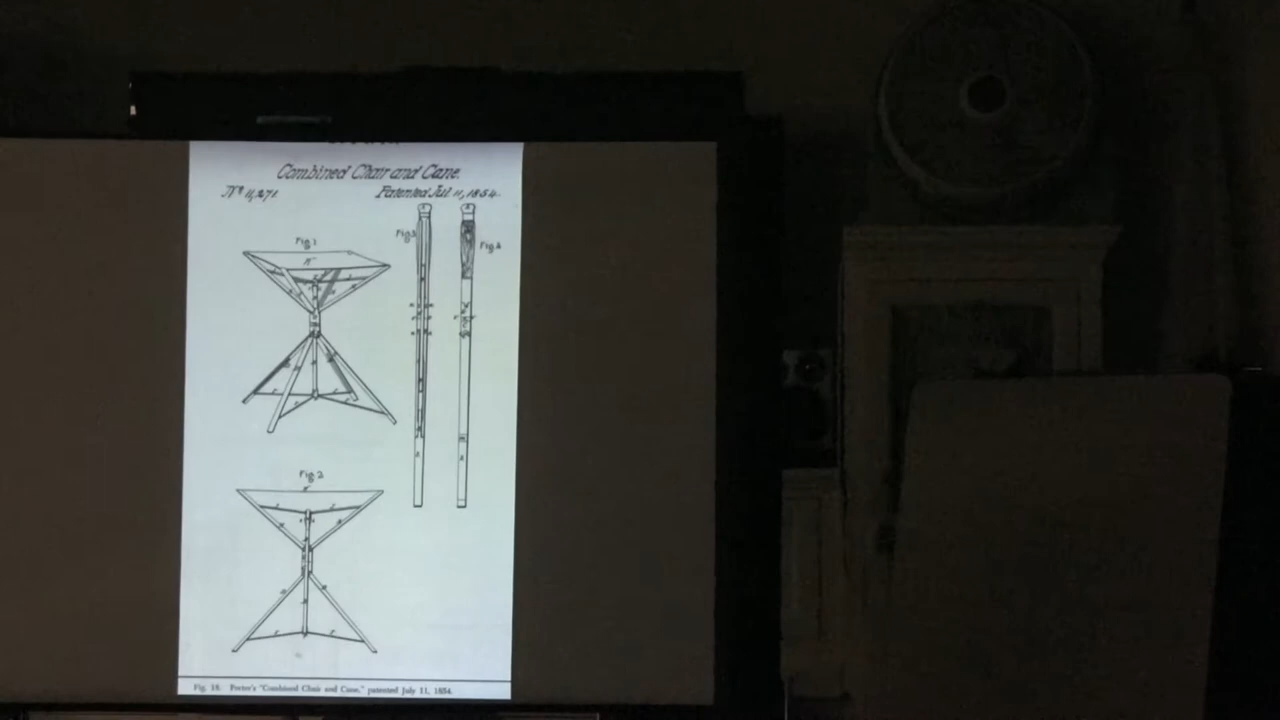 Combined Chair and Cane.
No 11,271. Patented Jul. 11, 1854.
Fig. 1
Fig. 3
Fig. 4
Fig. 2
Fig. 18. Porter's "Combined Chair and Cane," patented July 11, 1854.